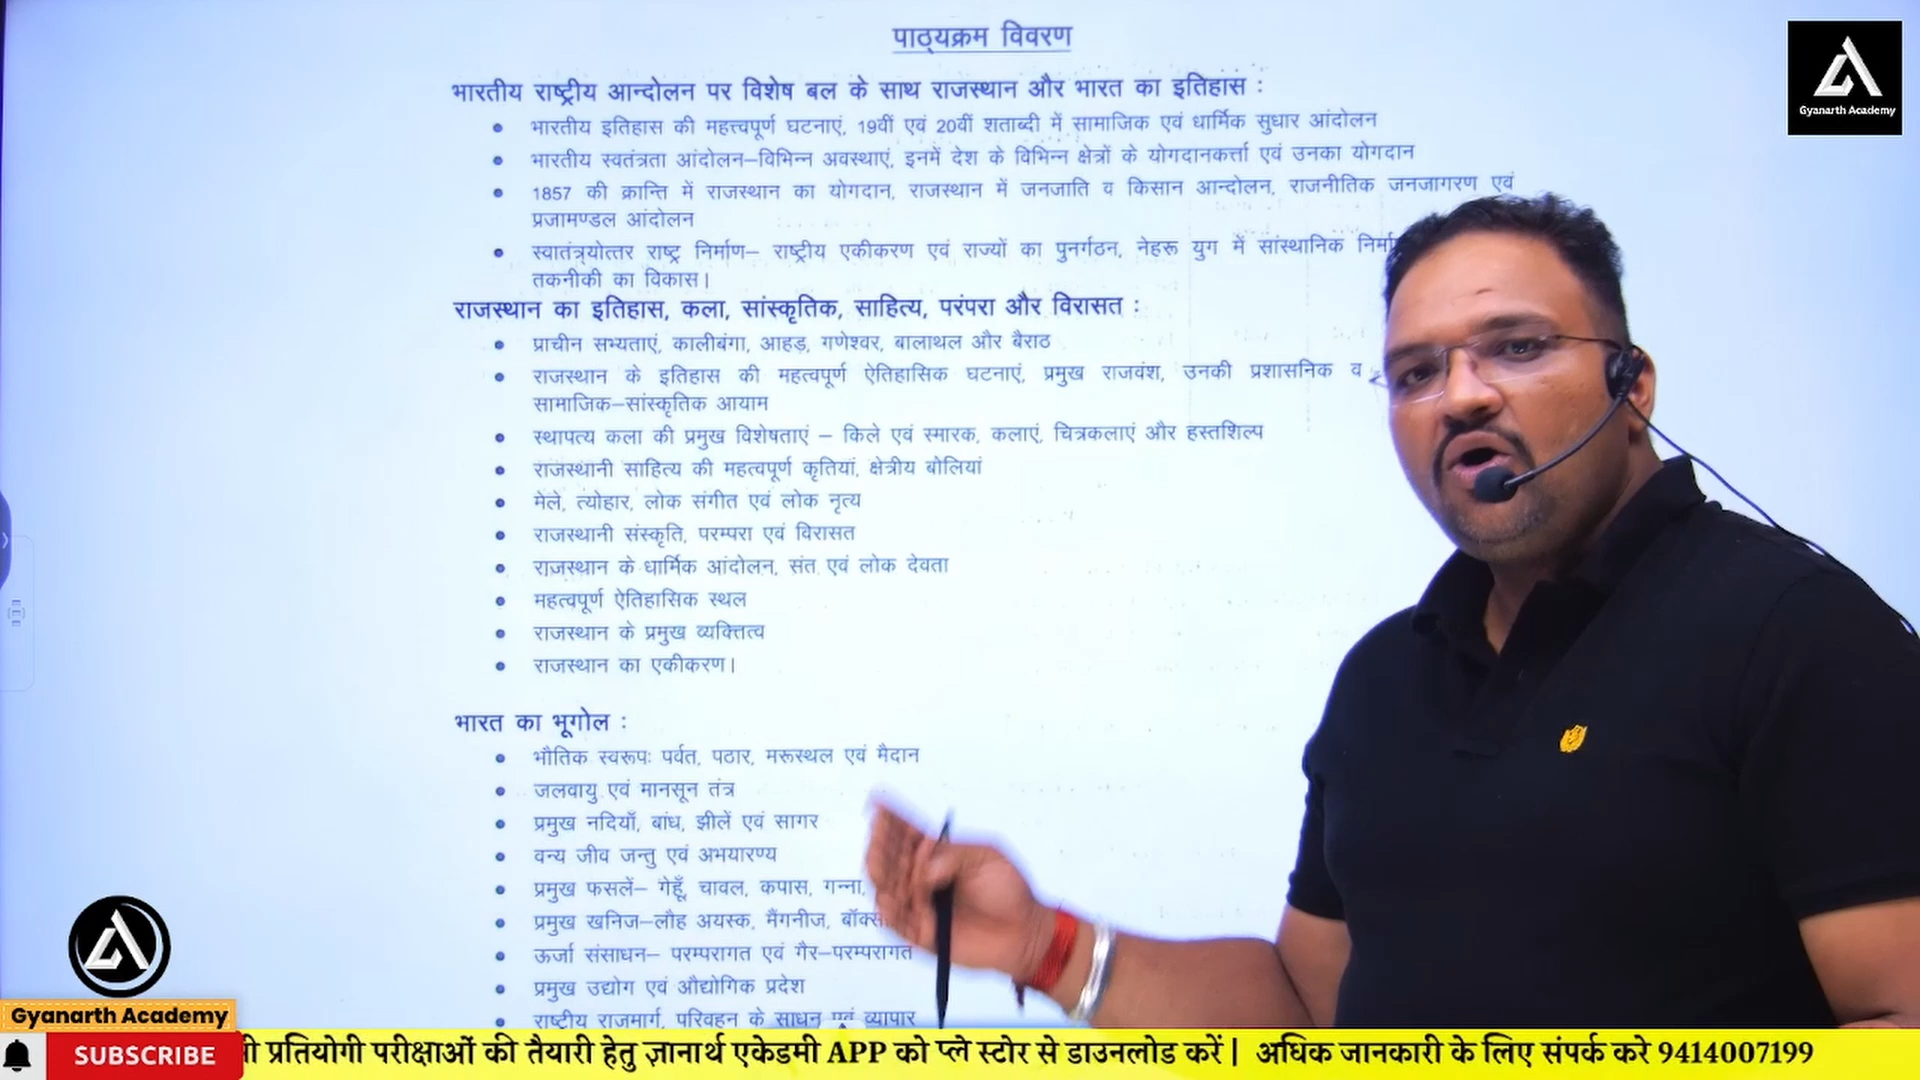 पाठ्यक्रम विवरण
Gyanarth Academy
भारतीय राष्ट्रीय आन्दोलन पर विशेष बल के साथ राजस्थान और भारत का इतिहास :
भारतीय इतिहास की महत्त्वपूर्ण घटनाएं, 19वीं एवं 20वीं शताब्दी में सामाजिक एवं धार्मिक सुधार आंदोलन
भारतीय स्वतंत्रता आंदोलन–विभिन्न अवस्थाएं, इनमें देश के विभिन्न क्षेत्रों के योगदानकर्त्ता एवं उनका योगदान
1857 की क्रान्ति में राजस्थान का योगदान, राजस्थान में जनजाति व किसान आन्दोलन, राजनीतिक जनजागरण एवं
प्रजामण्डल आंदोलन
स्वातंत्र्योत्तर राष्ट्र निर्माण– राष्ट्रीय एकीकरण एवं राज्यों का पुनर्गठन, नेहरू युग में सांस्थानिक
तकनीकी का विकास।
राजस्थान का इतिहास, कला, सांस्कृतिक, साहित्य, परंपरा और विरासत :
प्राचीन सभ्यताएं, कालीबंगा, आहड़, गणेश्वर, बालाथल और बैराठ
राजस्थान के इतिहास की महत्वपूर्ण ऐतिहासिक घटनाएं, प्रमुख राजवंश, उनकी प्रशासनिक व
सामाजिक–सांस्कृतिक आयाम
स्थापत्य कला की प्रमुख विशेषताएं – किले एवं स्मारक, कलाएं, चित्रकलाएं और हस्तशिल्प
राजस्थानी साहित्य की महत्वपूर्ण कृतियां, क्षेत्रीय बोलियां
मेले, त्योहार, लोक संगीत एवं लोक नृत्य
राजस्थानी संस्कृति, परम्परा एवं विरासत
राजस्थान के धार्मिक आंदोलन, संत एवं लोक देवता
महत्वपूर्ण ऐतिहासिक स्थल
राजस्थान के प्रमुख व्यक्तित्व
राजस्थान का एकीकरण।
भारत का भूगोल :
भौतिक स्वरूपः पर्वत, पठार, मरूस्थल एवं मैदान
जलवायु एवं मानसून तंत्र
प्रमुख नदियाँ, बांध, झीलें एवं सागर
वन्य जीव जन्तु एवं अभयारण्य
प्रमुख फसलें– गेहूँ, चावल, कपास, गन्ना,
प्रमुख खनिज–लौह अयस्क, मैंगनीज,
ऊर्जा संसाधन– परम्परागत एवं गैर–परम्परागत
प्रमुख उद्योग एवं औद्योगिक प्रदेश
राष्ट्रीय राजमार्ग, परिवहन के साधन एवं व्यापार
Gyanarth Academy
SUBSCRIBE
प्रतियोगी परीक्षाओं की तैयारी हेतु ज्ञानार्थ एकेडमी APP को प्ले स्टोर से डाउनलोड करें | अधिक जानकारी के लिए संपर्क करे 9414007199